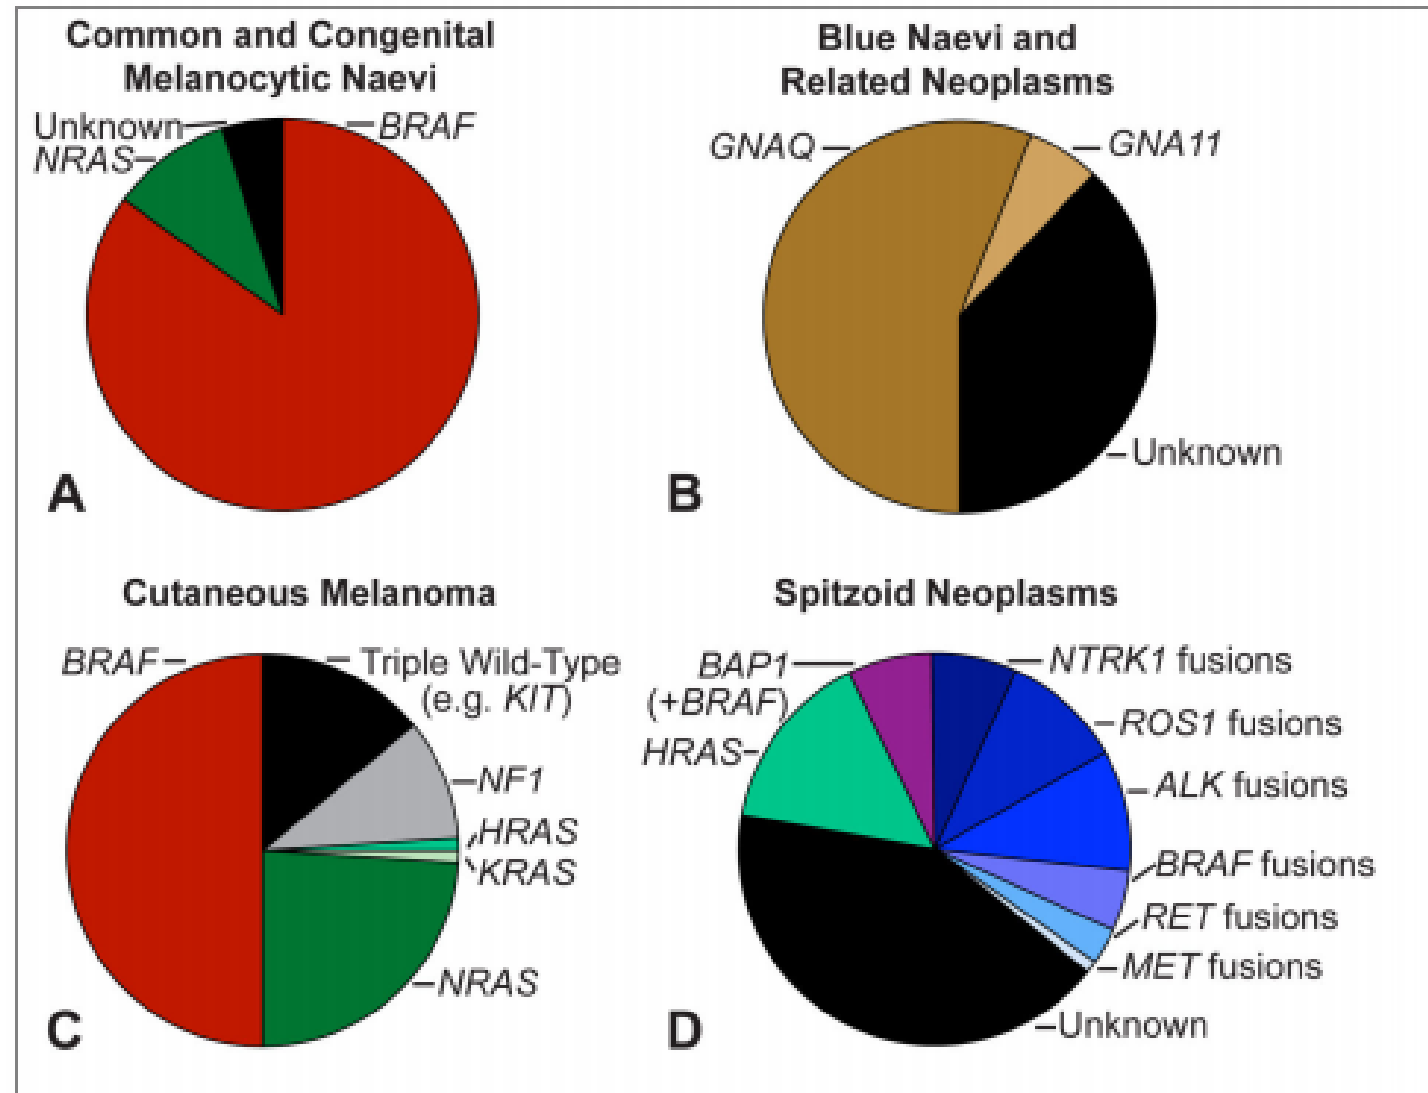 Common and Congenital
Melanocytic Naevi
Unknown
BRAF
NRAS
A
Blue Naevi and
Related Neoplasms
GNAQ
GNA11
Unknown
B
Cutaneous Melanoma
BRAF
Triple Wild-Type
(e.g. KIT)
NF1
HRAS
KRAS
NRAS
C
Spitzoid Neoplasms
BAP1
(+BRAF)
HRAS
NTRK1 fusions
ROS1 fusions
ALK fusions
BRAF fusions
RET fusions
MET fusions
Unknown
D